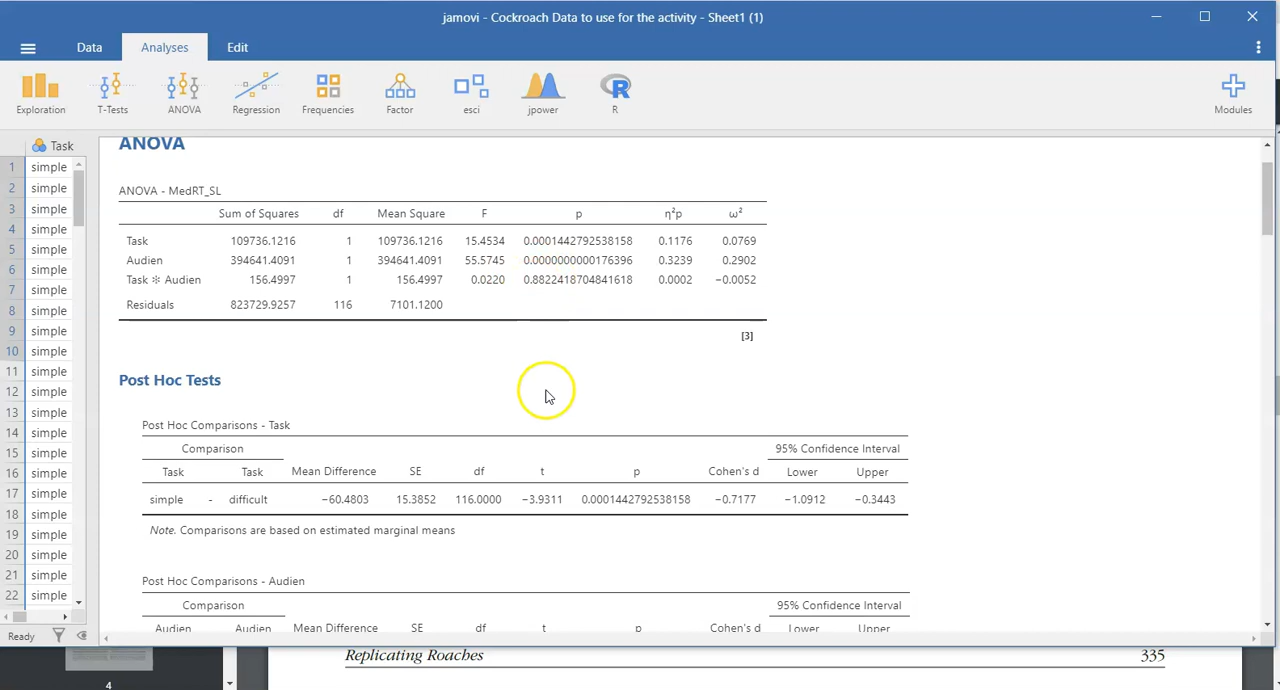 jamovi - Cockroach Data to use for the activity - Sheet1 (1)
Data Analyses Edit
Exploration T-Tests ANOVA Regression Frequencies Factor esci jpower R Modules
Task
1 simple
2 simple
3 simple
4 simple
5 simple
6 simple
7 simple
8 simple
9 simple
10 simple
11 simple
12 simple
13 simple
14 simple
15 simple
16 simple
17 simple
18 simple
19 simple
20 simple
21 simple
22 simple
Ready
ANOVA
ANOVA - MedRT_SL
Sum of Squares df Mean Square F p η²p ω²
Task 109736.1216 1 109736.1216 15.4534 0.0001442792538158 0.1176 0.0769
Audien 394641.4091 1 394641.4091 55.5745 0.0000000000176396 0.3239 0.2902
Task ✻ Audien 156.4997 1 156.4997 0.0220 0.8822418704841618 0.0002 −0.0052
Residuals 823729.9257 116 7101.1200
[3]
Post Hoc Tests
Post Hoc Comparisons - Task
Comparison 95% Confidence Interval
Task Task Mean Difference SE df t p Cohen's d Lower Upper
simple - difficult −60.4803 15.3852 116.0000 −3.9311 0.0001442792538158 −0.7177 −1.0912 −0.3443
Note. Comparisons are based on estimated marginal means
Post Hoc Comparisons - Audien
Comparison 95% Confidence Interval
Audien Audien Mean Difference SE df t p Cohen's d Lower Upper
4
Replicating Roaches 335